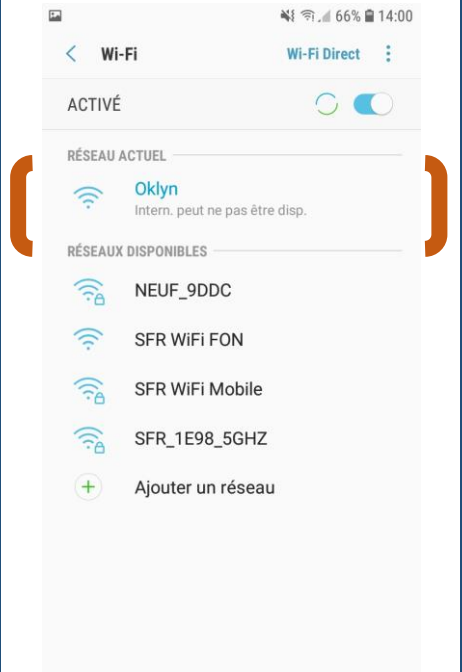 66% 14:00
Wi-Fi
Wi-Fi Direct
ACTIVÉ
RÉSEAU ACTUEL
Oklyn
Intern. peut ne pas être disp.
RÉSEAUX DISPONIBLES
NEUF_9DDC
SFR WiFi FON
SFR WiFi Mobile
SFR_1E98_5GHZ
Ajouter un réseau